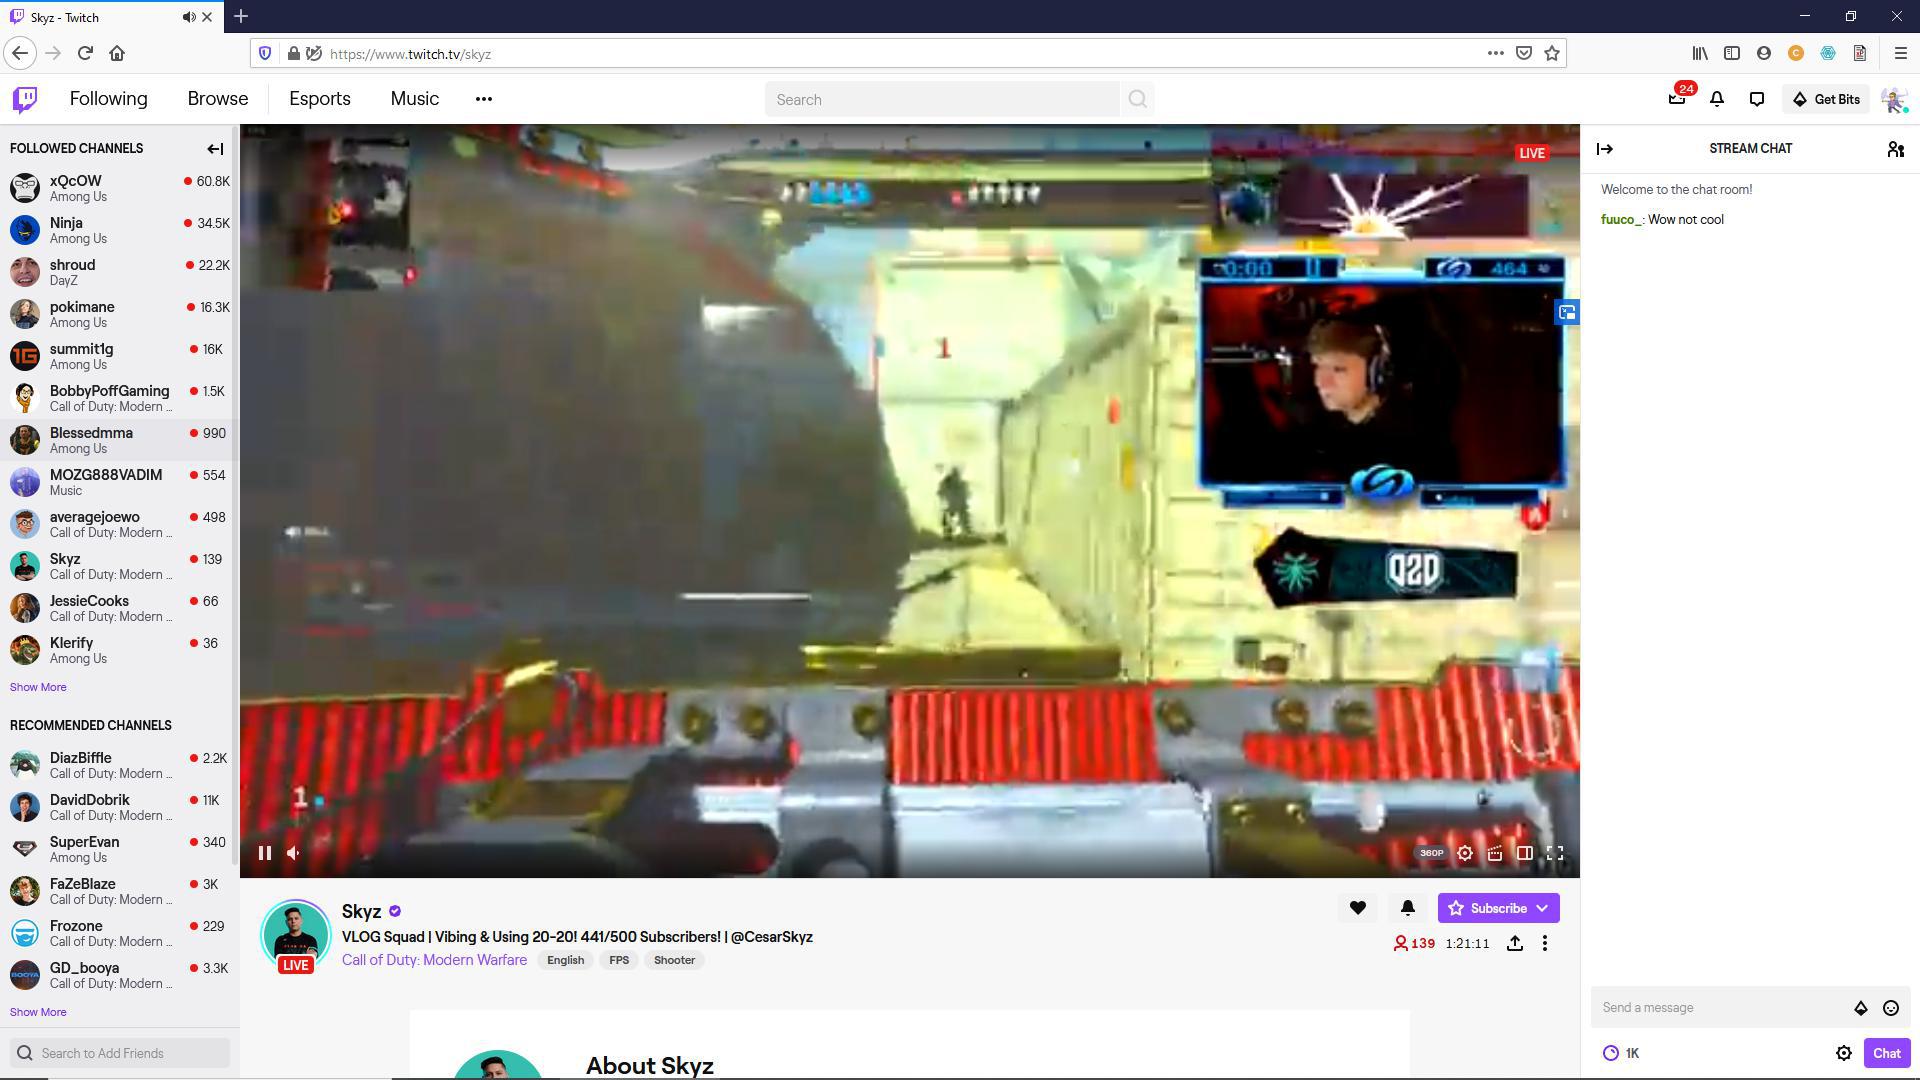 Skyz - Twitch
https://www.twitch.tv/skyz
Following
Browse
Esports
Music
Search
24
Get Bits
FOLLOWED CHANNELS
xQcOW
60.8K
Among Us
Ninja
34.5K
Among Us
shroud
22.2K
DayZ
pokimane
16.3K
Among Us
summit1g
16K
Among Us
BobbyPoffGaming
1.5K
Call of Duty: Modern ...
Blessedmma
990
Among Us
MOZG888VADIM
554
Music
averagejoewo
498
Call of Duty: Modern ...
Skyz
139
Call of Duty: Modern ...
JessieCooks
66
Call of Duty: Modern ...
Klerify
36
Among Us
Show More
RECOMMENDED CHANNELS
DiazBiffle
2.2K
Call of Duty: Modern ...
DavidDobrik
11K
Call of Duty: Modern ...
SuperEvan
340
Among Us
FaZeBlaze
3K
Call of Duty: Modern ...
Frozone
229
Call of Duty: Modern ...
GD_booya
3.3K
Call of Duty: Modern ...
Show More
Search to Add Friends
LIVE
0:00
464
1
1
360P
Skyz
VLOG Squad | Vibing & Using 20-20! 441/500 Subscribers! | @CesarSkyz
LIVE
Call of Duty: Modern Warfare
English
FPS
Shooter
Subscribe
139
1:21:11
About Skyz
STREAM CHAT
Welcome to the chat room!
fuuco_: Wow not cool
Send a message
1K
Chat